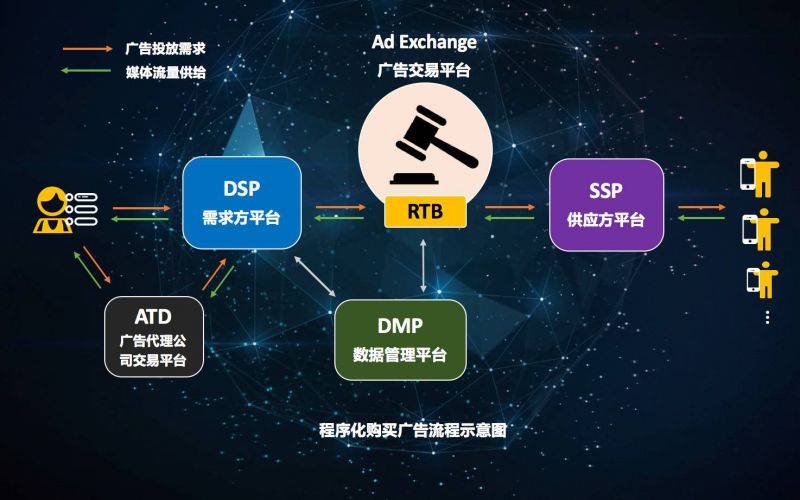 广告投放需求
媒体流量供给
Ad Exchange
广告交易平台
DSP
需求方平台
RTB
SSP
供应方平台
ATD
广告代理公
司交易平台
DMP
数据管理平台
程序化购买广告流程示意图